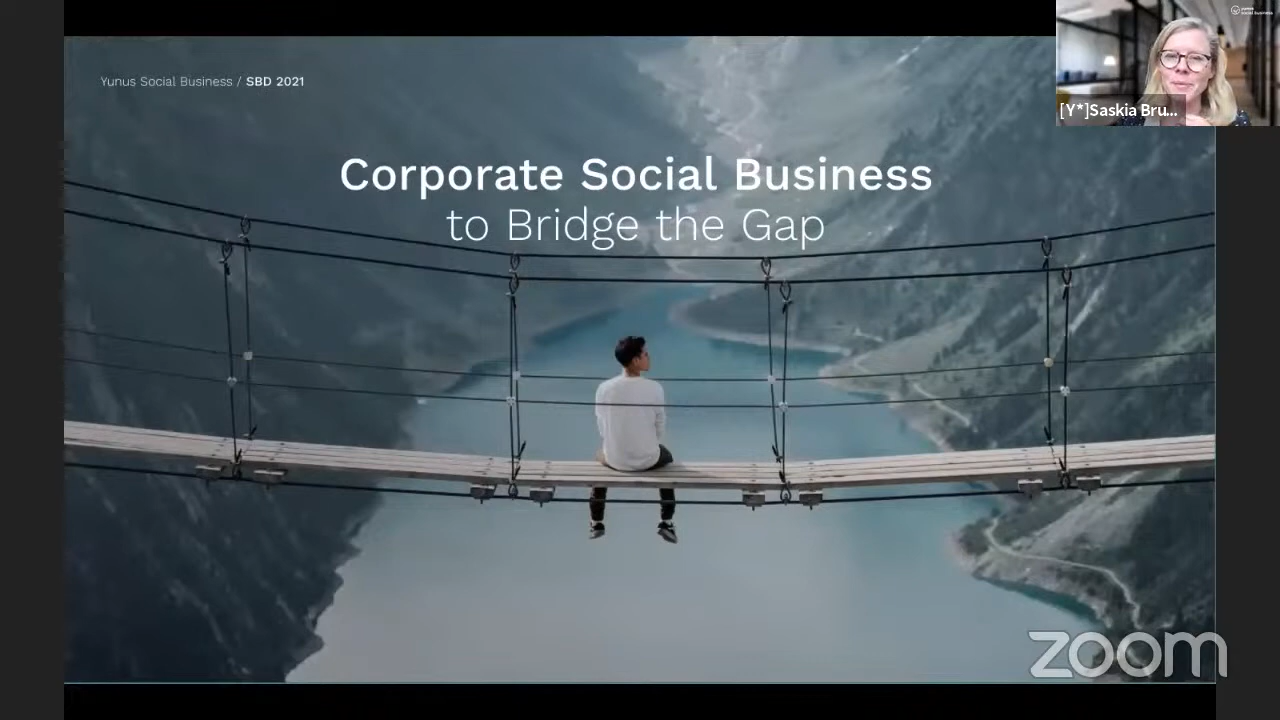 Yunus Social Business / SBD 2021
Corporate Social Business
to Bridge the Gap
[Y*]Saskia Bru...
zoom